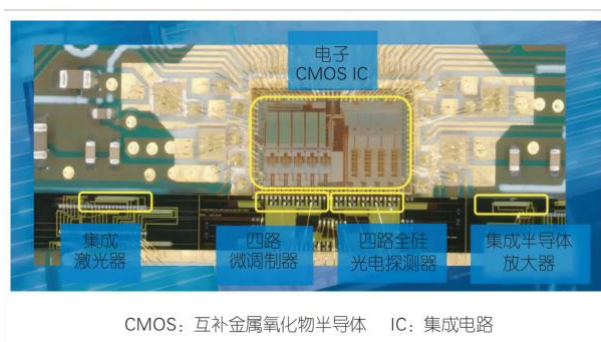 电子
CMOS IC
集成
激光器
四路
微调制器
四路全硅
光电探测器
集成半导体
放大器
CMOS：互补金属氧化物半导体 IC：集成电路